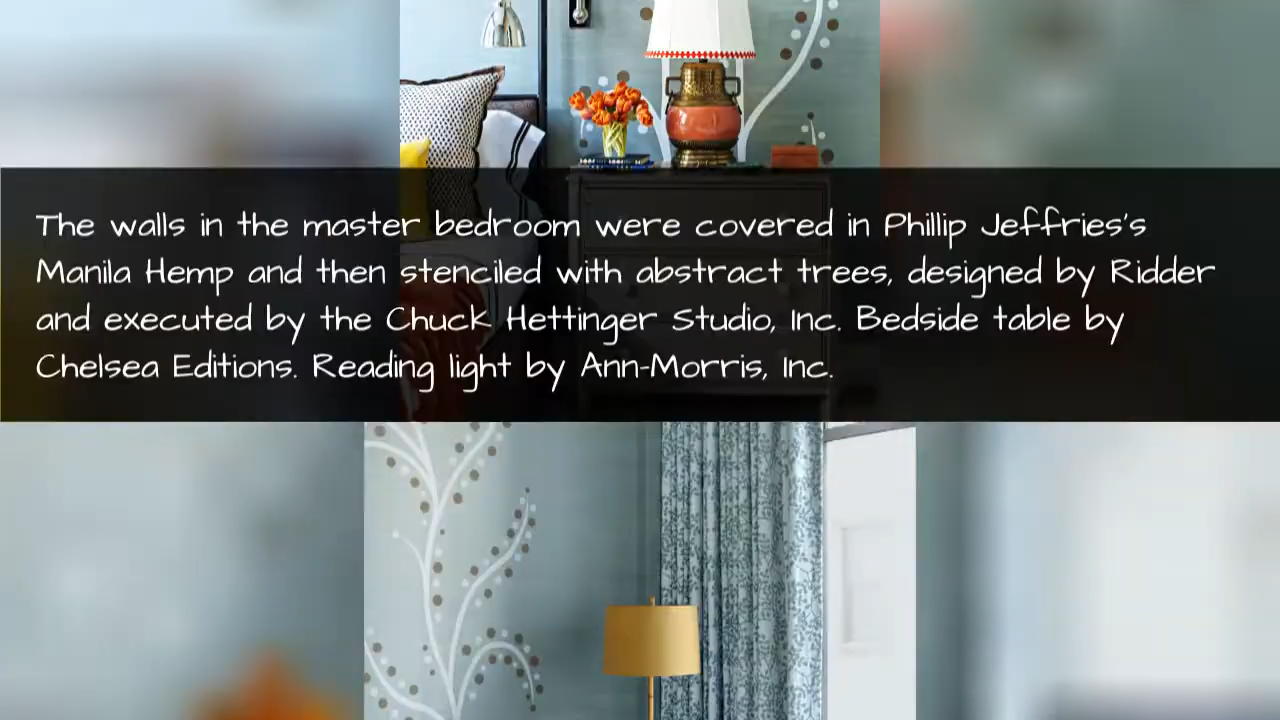 The walls in the master bedroom were covered in Phillip Jeffries's
Manila Hemp and then stenciled with abstract trees, designed by Ridder
and executed by the Chuck Hettinger Studio, Inc. Bedside table by
Chelsea Editions. Reading light by Ann-Morris, Inc.